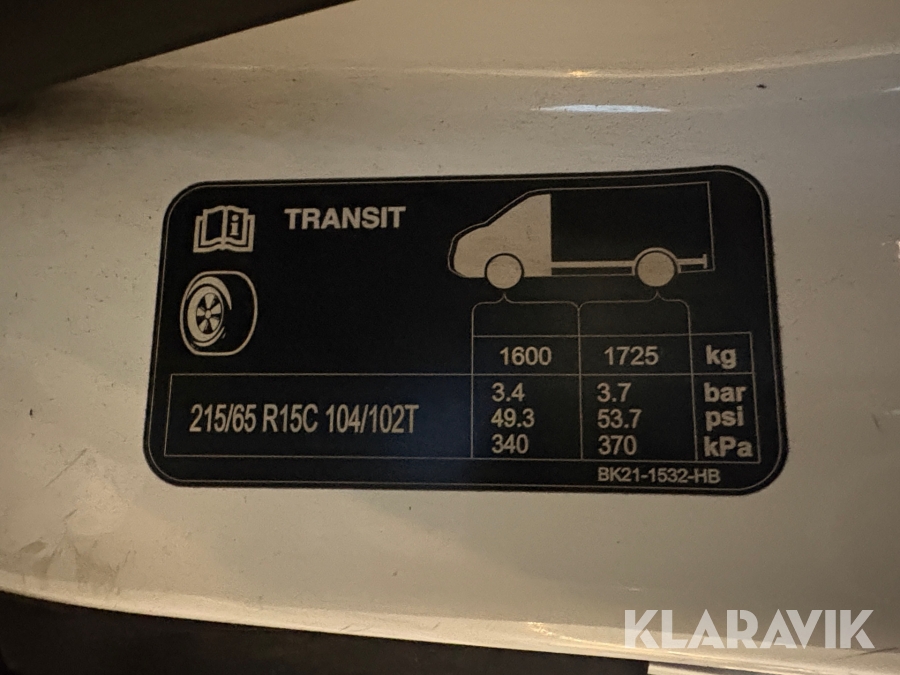 TRANSIT
1600 1725 kg
3.4 3.7 bar
215/65 R15C 104/102T 49.3 53.7 psi
340 370 kPa
BK21-1532-HB
KLARAVIK